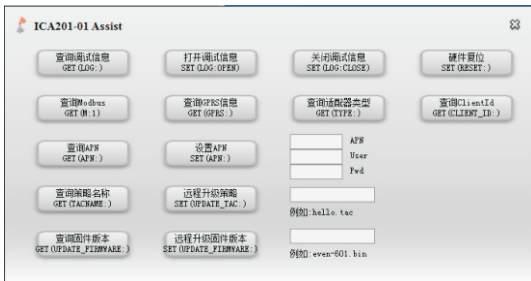 ICA201-01 Assist
查询调试信息
GET(LOG:)
打开调试信息
SET(LOG:OPEN)
关闭调试信息
SET(LOG:CLOSE)
硬件复位
SET(RESET:)
查询Modbus
GET(M:1)
查询GPRS信息
GET(GPRS:)
查询适配器类型
GET(TYPE:)
查询ClientId
GET(CLIENT_ID:)
查询APN
GET(APN:)
设置APN
SET(APN:)
APN
User
Pwd
查询策略名称
GET(TACNAME:)
远程升级策略
SET(UPDATE_TAC:)
例如:hello.tac
查询固件版本
GET(UPDATE_FIRMWARE:)
远程升级固件版本
SET(UPDATE_FIRMWARE:)
例如:even-601.bin